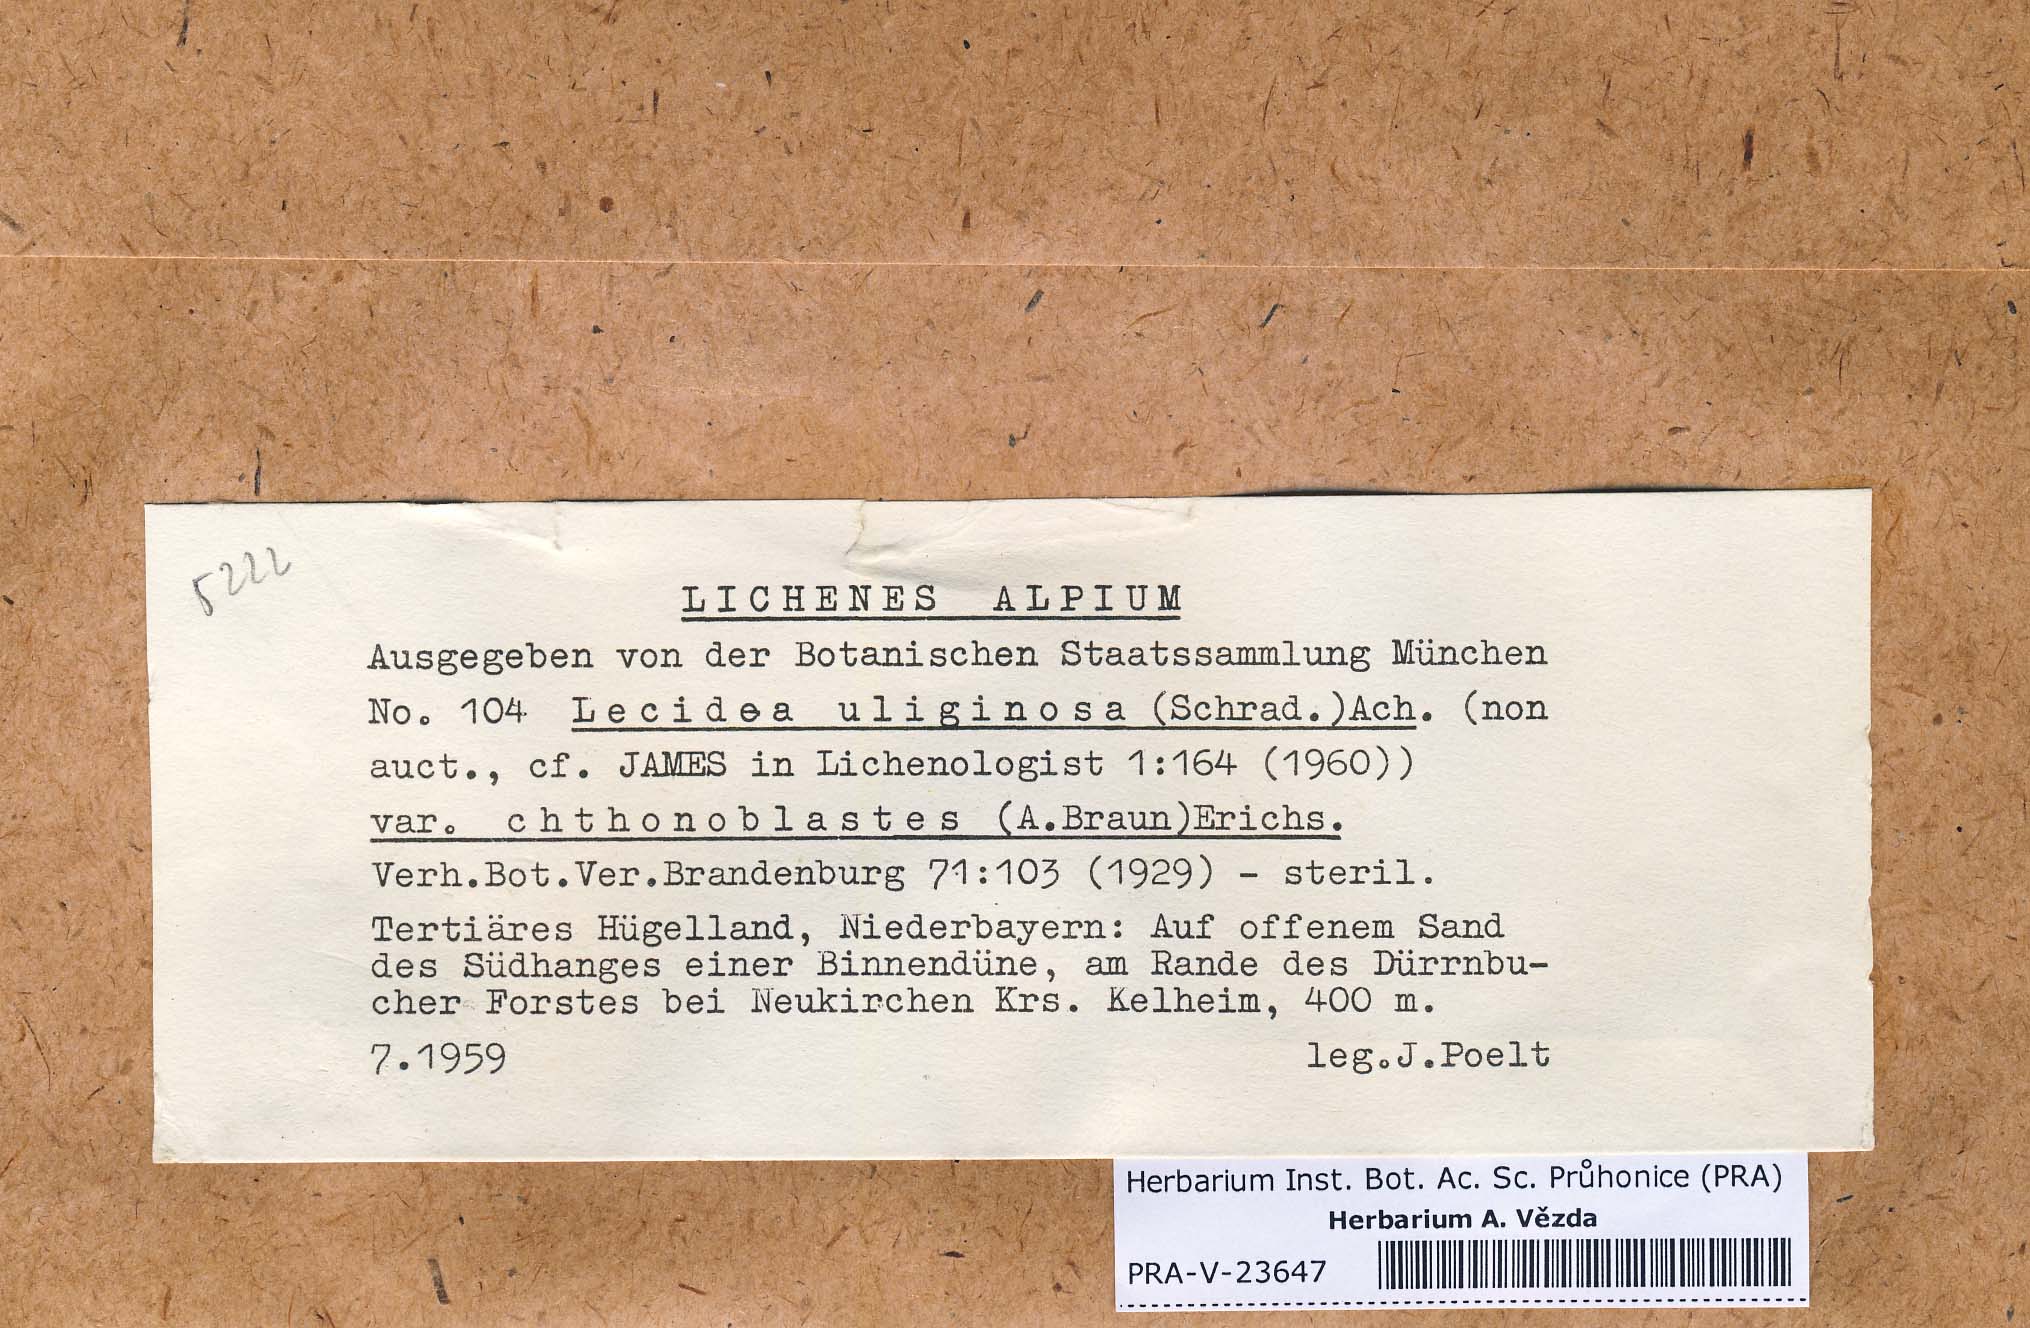 5222
LICHENES ALPIUM
Ausgegeben von der Botanischen Staatssammlung München
No. 104 Lecidea uliginosa (Schrad.)Ach. (non
auct., cf. JAMES in Lichenologist 1:164 (1960))
var. chthonoblastes (A.Braun)Erichs.
Verh.Bot.Ver.Brandenburg 71:103 (1929) - steril.
Tertiäres Hügelland, Niederbayern: Auf offenem Sand
des Südhanges einer Binnendüne, am Rande des Dürrnbu-
cher Forstes bei Neukirchen Krs. Kelheim, 400 m.
7.1959 leg.J.Poelt
Herbarium Inst. Bot. Ac. Sc. Průhonice (PRA)
Herbarium A. Vězda
PRA-V-23647